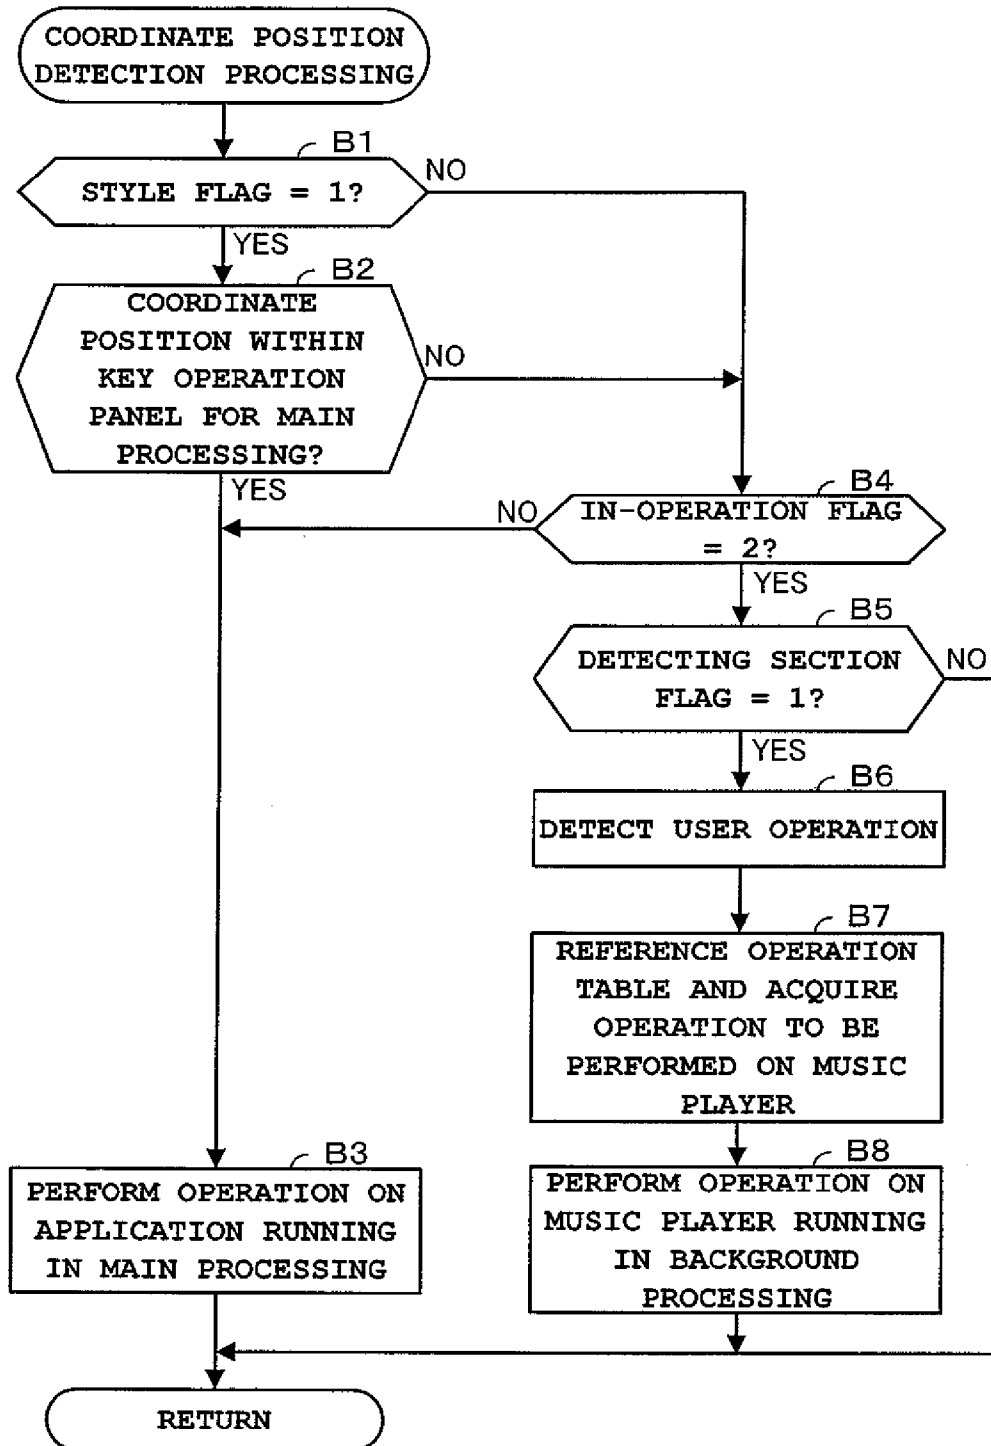 COORDINATE POSITION
DETECTION PROCESSING
B1
STYLE FLAG = 1?
NO
YES
B2
COORDINATE
POSITION WITHIN
KEY OPERATION
PANEL FOR MAIN
PROCESSING?
NO
YES
B4
IN-OPERATION FLAG
= 2?
NO
YES
B5
DETECTING SECTION
FLAG = 1?
NO
YES
B6
DETECT USER OPERATION
B7
REFERENCE OPERATION
TABLE AND ACQUIRE
OPERATION TO BE
PERFORMED ON MUSIC
PLAYER
B3
PERFORM OPERATION ON
APPLICATION RUNNING
IN MAIN PROCESSING
B8
PERFORM OPERATION ON
MUSIC PLAYER RUNNING
IN BACKGROUND
PROCESSING
RETURN